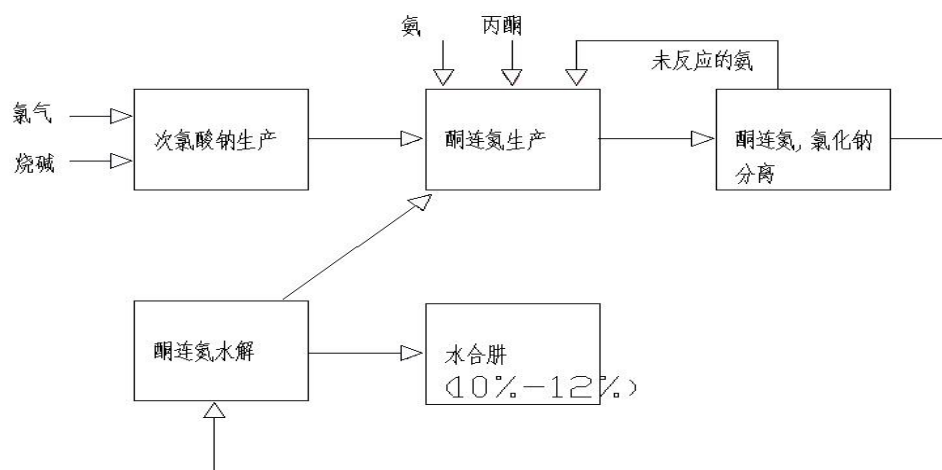 氨
丙酮
未反应的氨
氯气
烧碱
次氯酸钠生产
酮连氮生产
酮连氮,氯化钠
分离
酮连氮水解
水合肼
(10%-12%)